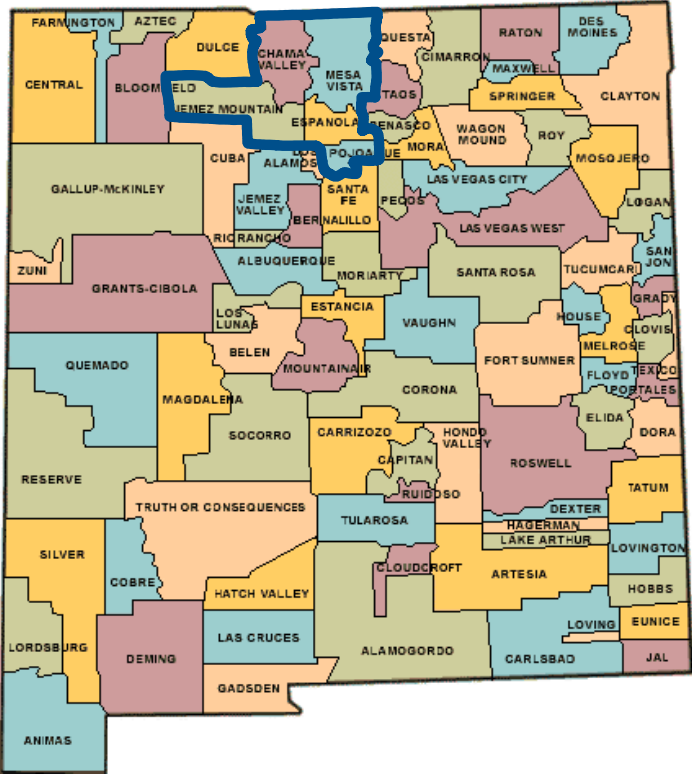 FARMINGTON
AZTEC
DULCE
CHAMA
VALLEY
MESA
VISTA
QUESTA
CIMARRON
RATON
DES
MOINES
MAXWELL
CENTRAL
BLOOMFIELD
JEMEZ MOUNTAIN
ESPANOLA
TAOS
PENASCO
SPRINGER
CLAYTON
WAGON
MOUND
ROY
MORA
MOSQJERO
CUBA
LOS
ALAMOS
POJOAQUE
GALLUP-McKINLEY
JEMEZ
VALLEY
BERNALILLO
SANTA
FE
PECOS
LAS VEGAS CITY
LOGAN
RIO RANCHO
LAS VEGAS WEST
ZUNI
ALBUQUERQUE
MORIARTY
SANTA ROSA
TUCUMCARI
SAN
JON
GRANTS-CIBOLA
LOS
LUNAS
ESTANCIA
VAUGHN
HOUSE
GRADY
CLOVIS
BELEN
MELROSE
QUEMADO
MOUNTAINAIR
FORT SUMNER
FLOYD
TEXICO
PORTALES
MAGDALENA
CORONA
ELIDA
DORA
SOCORRO
CARRIZOZO
HONDO
VALLEY
CAPITAN
ROSWELL
RESERVE
RUIDOSO
TATUM
TRUTH OR CONSEQUENCES
TULAROSA
DEXTER
HAGERMAN
LAKE ARTHUR
LOVINGTON
SILVER
COBRE
CLOUDCROFT
ARTESIA
HATCH VALLEY
HOBBS
LORDSBURG
DEMING
LAS CRUCES
ALAMOGORDO
LOVING
EUNICE
CARLSBAD
JAL
GADSDEN
ANIMAS